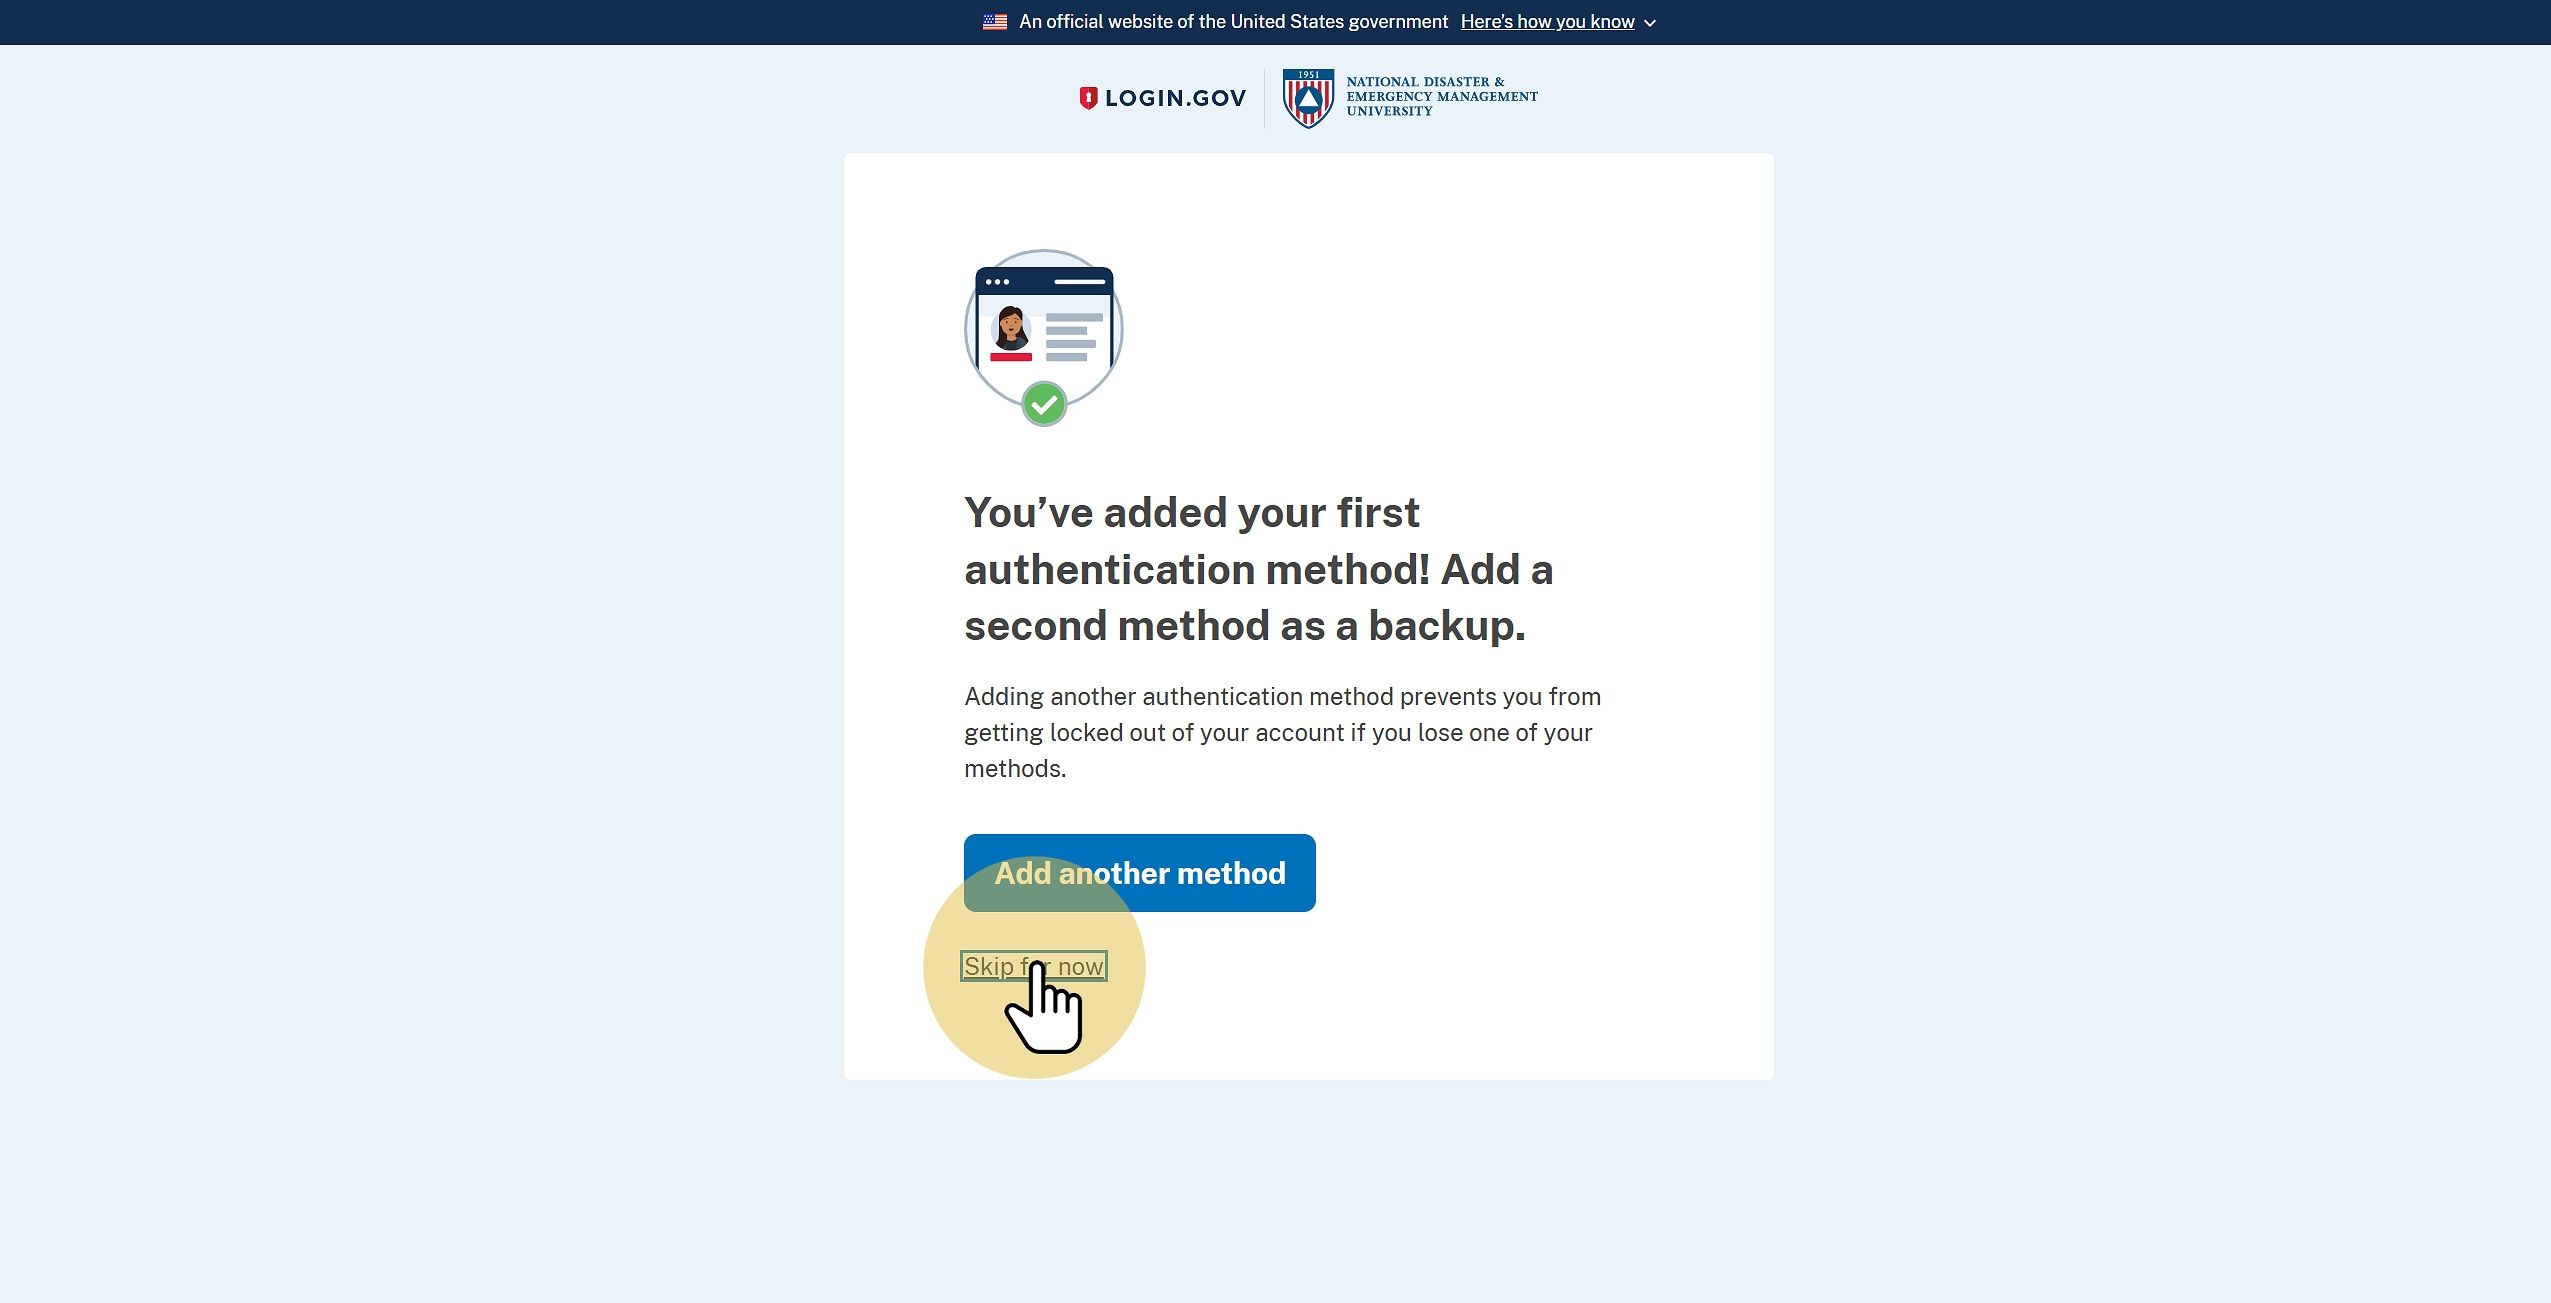 An official website of the United States government Here's how you know
LOGIN.GOV
1951
NATIONAL DISASTER &
EMERGENCY MANAGEMENT
UNIVERSITY
You’ve added your first
authentication method! Add a
second method as a backup.
Adding another authentication method prevents you from
getting locked out of your account if you lose one of your
methods.
Add another method
Skip for now